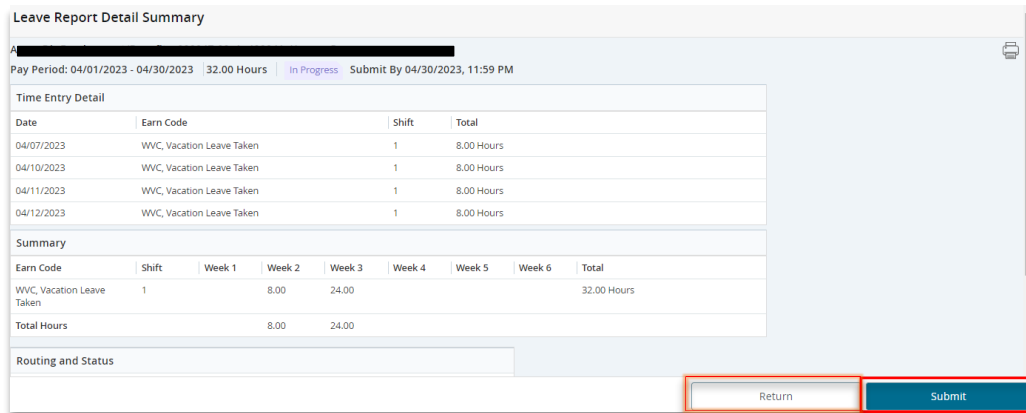 Leave Report Detail Summary
A
Pay Period: 04/01/2023 - 04/30/2023 32.00 Hours In Progress Submit By 04/30/2023, 11:59 PM
Time Entry Detail
Date Earn Code Shift Total
04/07/2023 WVC, Vacation Leave Taken 1 8.00 Hours
04/10/2023 WVC, Vacation Leave Taken 1 8.00 Hours
04/11/2023 WVC, Vacation Leave Taken 1 8.00 Hours
04/12/2023 WVC, Vacation Leave Taken 1 8.00 Hours
Summary
Earn Code Shift Week 1 Week 2 Week 3 Week 4 Week 5 Week 6 Total
WVC, Vacation Leave 1 8.00 24.00 32.00 Hours
Taken
Total Hours 8.00 24.00
Routing and Status
Return Submit